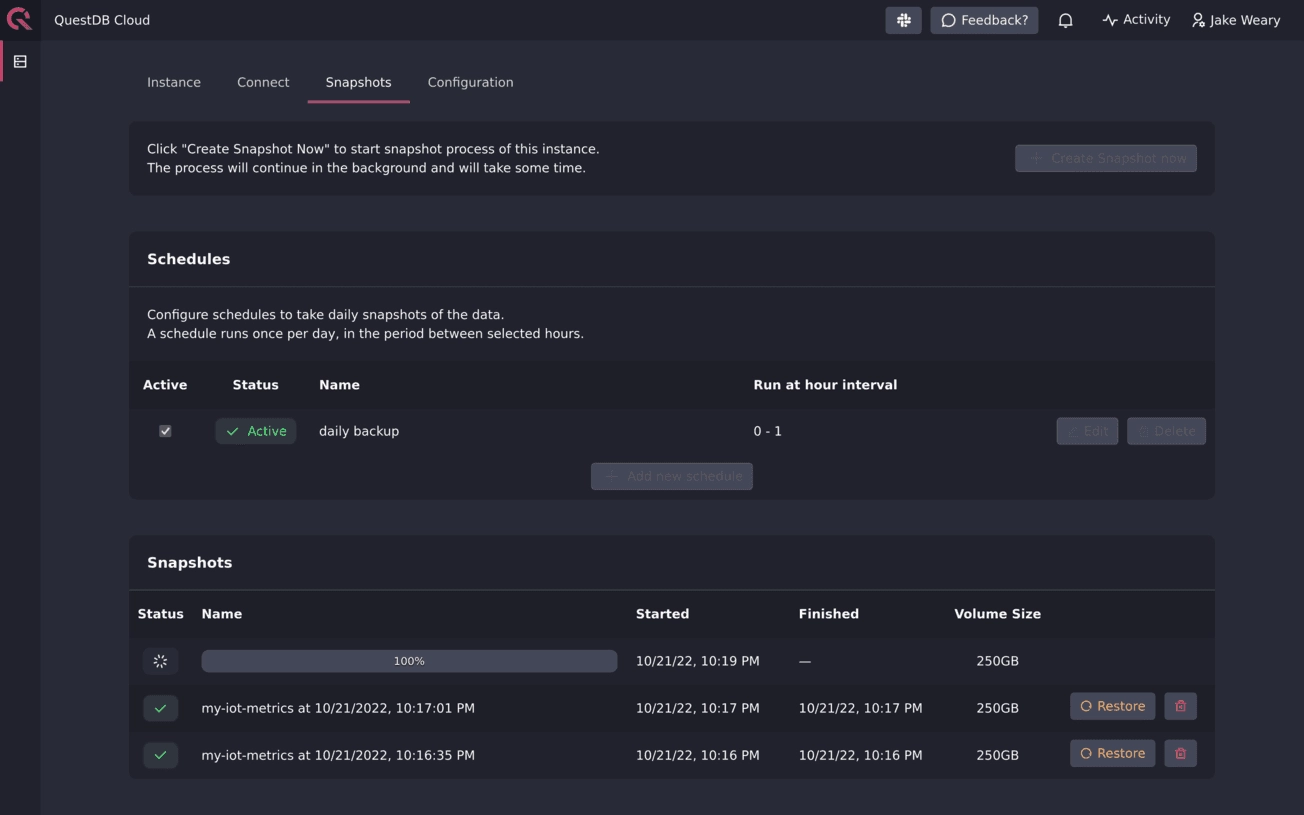 QuestDB Cloud
Feedback?
Activity
Jake Weary
Instance
Connect
Snapshots
Configuration
Click "Create Snapshot Now" to start snapshot process of this instance.
The process will continue in the background and will take some time.
Create Snapshot now
Schedules
Configure schedules to take daily snapshots of the data.
A schedule runs once per day, in the period between selected hours.
Active Status Name Run at hour interval
Active daily backup 0 - 1 Edit Delete
Add new schedule
Snapshots
Status Name Started Finished Volume Size
100% 10/21/22, 10:19 PM — 250GB
my-iot-metrics at 10/21/2022, 10:17:01 PM 10/21/22, 10:17 PM 10/21/22, 10:17 PM 250GB Restore
my-iot-metrics at 10/21/2022, 10:16:35 PM 10/21/22, 10:16 PM 10/21/22, 10:16 PM 250GB Restore